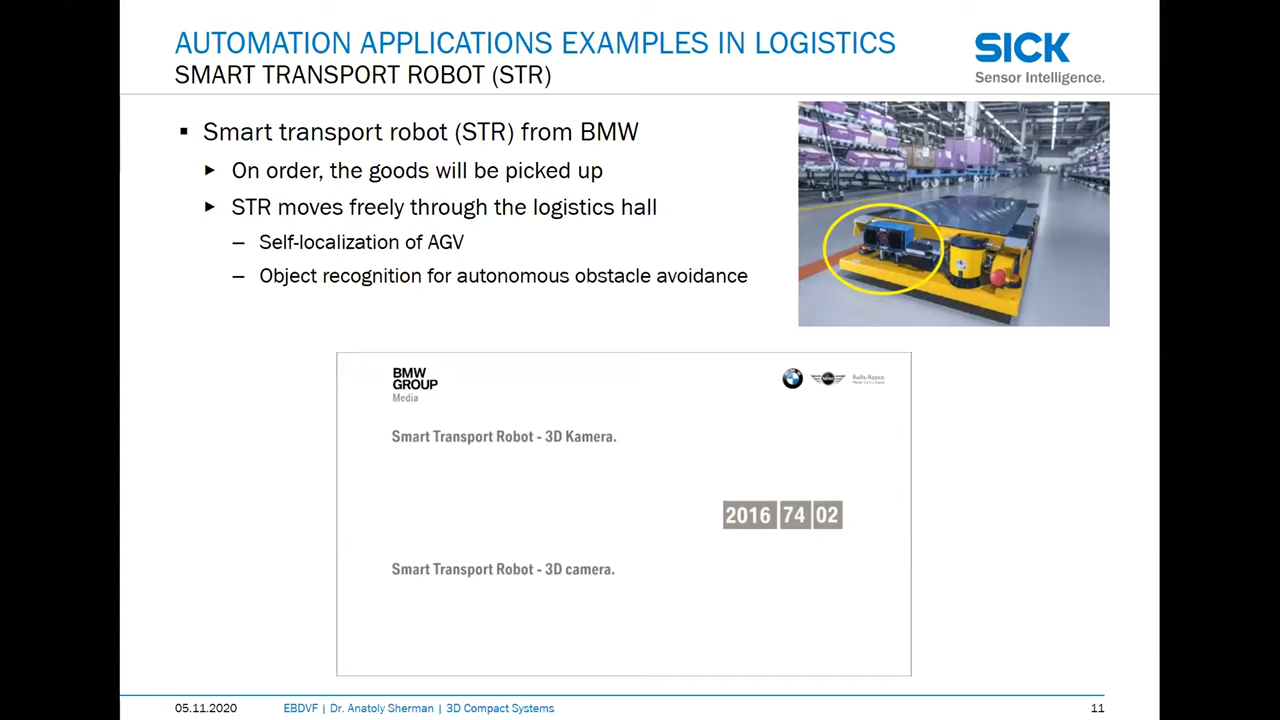 AUTOMATION APPLICATIONS EXAMPLES IN LOGISTICS
SMART TRANSPORT ROBOT (STR)
SICK
Sensor Intelligence.
Smart transport robot (STR) from BMW
On order, the goods will be picked up
STR moves freely through the logistics hall
– Self-localization of AGV
– Object recognition for autonomous obstacle avoidance
BMW
GROUP
Media
Rolls-Royce
Smart Transport Robot - 3D Kamera.
2016 74 02
Smart Transport Robot - 3D camera.
05.11.2020
EBDVF | Dr. Anatoly Sherman | 3D Compact Systems
11